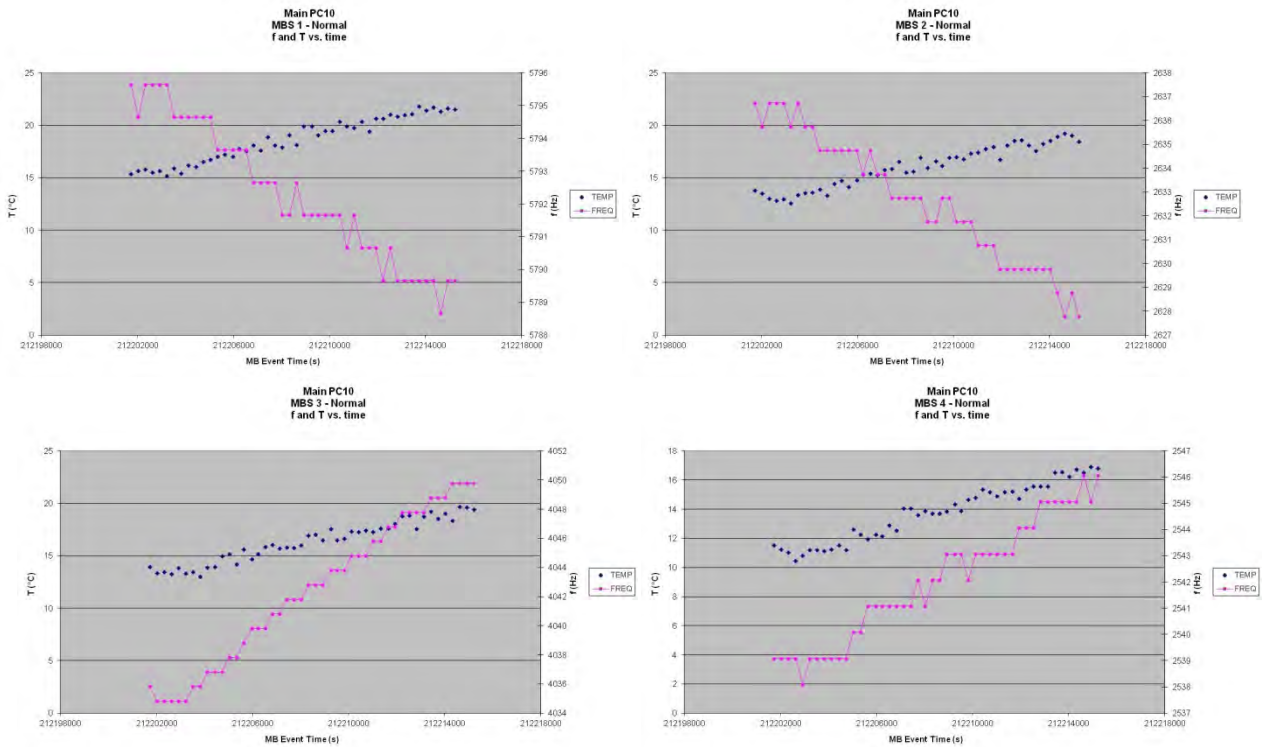 Main PC10
MBS 1 - Normal
f and T vs. time
25
20
15
10
5
0
T (°C)
5796
5795
5794
5793
5792
5791
5790
5789
5788
f (Hz)
TEMP
FREQ
212198000 212202000 212206000 212210000 212214000 212218000
MB Event Time (s)
Main PC10
MBS 2 - Normal
f and T vs. time
25
20
15
10
5
0
T (°C)
2638
2637
2636
2635
2634
2633
2632
2631
2630
2629
2628
2627
f (Hz)
TEMP
FREQ
212198000 212202000 212206000 212210000 212214000 212218000
MB Event Time (s)
Main PC10
MBS 3 - Normal
f and T vs. time
25
20
15
10
5
0
T (°C)
4052
4050
4048
4046
4044
4042
4040
4038
4036
4034
f (Hz)
TEMP
FREQ
212198000 212202000 212206000 212210000 212214000 212218000
MB Event Time (s)
Main PC10
MBS 4 - Normal
f and T vs. time
18
16
14
12
10
8
6
4
2
0
T (°C)
2547
2546
2545
2544
2543
2542
2541
2540
2539
2538
2537
f (Hz)
TEMP
FREQ
212198000 212202000 212206000 212210000 212214000 212218000
MB Event Time (s)